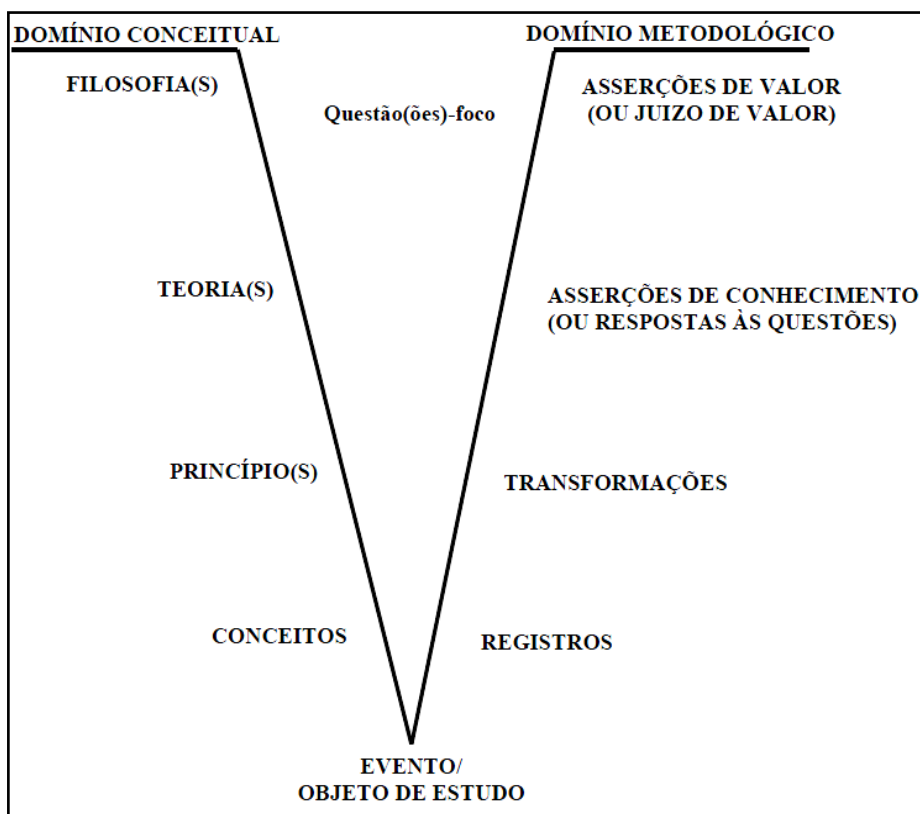 DOMÍNIO CONCEITUAL
DOMÍNIO METODOLÓGICO
FILOSOFIA(S)
Questão(ões)-foco
ASSERÇÕES DE VALOR
(OU JUIZO DE VALOR)
TEORIA(S)
ASSERÇÕES DE CONHECIMENTO
(OU RESPOSTAS ÀS QUESTÕES)
PRINCÍPIO(S)
TRANSFORMAÇÕES
CONCEITOS
REGISTROS
EVENTO/
OBJETO DE ESTUDO